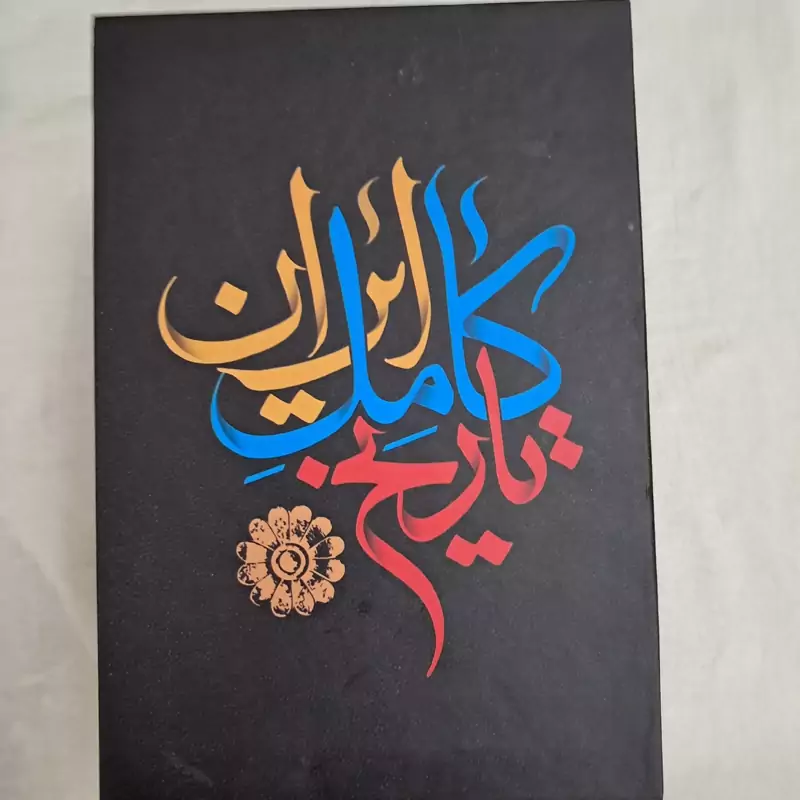 تاریخ
کامل
ایران